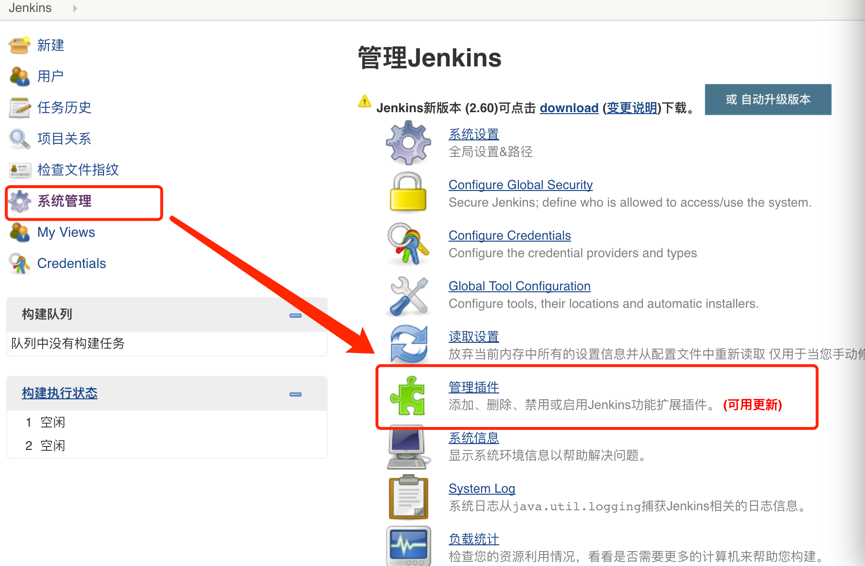 Jenkins
新建
用户
任务历史
项目关系
检查文件指纹
系统管理
My Views
Credentials
构建队列
队列中没有构建任务
构建执行状态
1 空闲
2 空闲
管理Jenkins
Jenkins新版本 (2.60)可点击 download (变更说明)下载。
或 自动升级版本
系统设置
全局设置&路径
Configure Global Security
Secure Jenkins; define who is allowed to access/use the system.
Configure Credentials
Configure the credential providers and types
Global Tool Configuration
Configure tools, their locations and automatic installers.
读取设置
放弃当前内存中所有的设置信息并从配置文件中重新读取 仅用于当您手动修
管理插件
添加、删除、禁用或启用Jenkins功能扩展插件。 (可用更新)
系统信息
显示系统环境信息以帮助解决问题。
System Log
系统日志从java.util.logging捕获Jenkins相关的日志信息。
负载统计
检查您的资源利用情况，看看是否需要更多的计算机来帮助您构建。